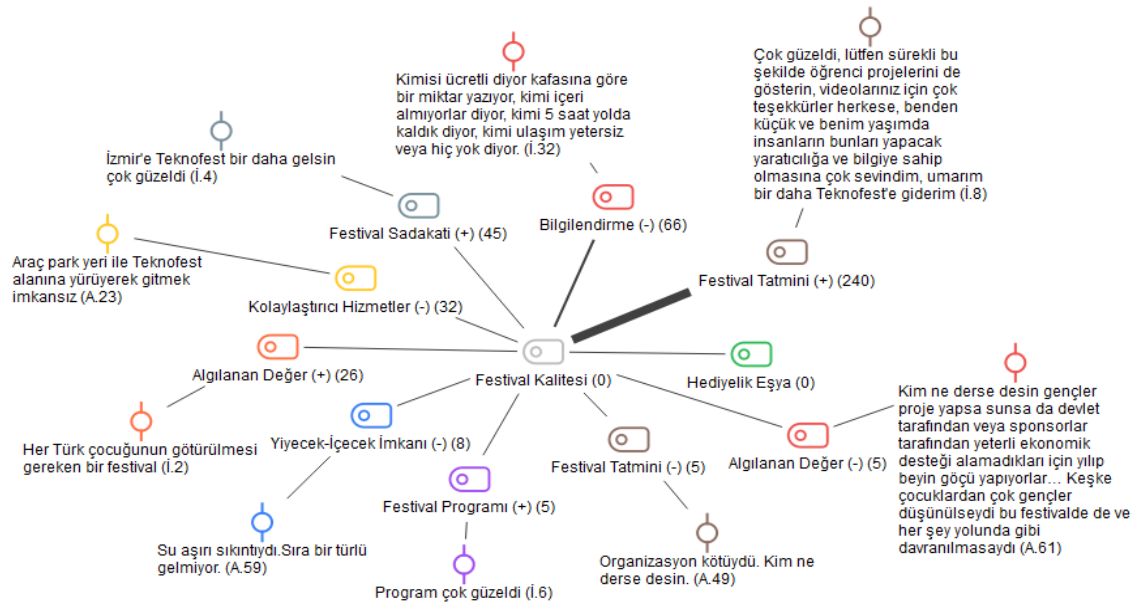 Kimisi ücretli diyor kafasına göre
bir miktar yazıyor, kimi içeri
almıyorlar diyor, kimi 5 saat yolda
kaldık diyor, kimi ulaşım yetersiz
veya hiç yok diyor. (İ.32)
Çok güzeldi, lütfen sürekli bu
şekilde öğrenci projelerini de
gösterin, videolarınız için çok
teşekkürler herkese, benden
küçük ve benim yaşımda
insanların bunları yapacak
yaratıcılığa ve bilgiye sahip
olmasına çok sevindim, umarım
bir daha Teknofest'e giderim (İ.8)
İzmir'e Teknofest bir daha gelsin
çok güzeldi (İ.4)
Festival Sadakati (+) (45)
Bilgilendirme (-) (66)
Festival Tatmini (+) (240)
Araç park yeri ile Teknofest
alanına yürüyerek gitmek
imkansız (A.23)
Kolaylaştırıcı Hizmetler (-) (32)
Algılanan Değer (+) (26)
Festival Kalitesi (0)
Hediyelik Eşya (0)
Her Türk çocuğunun götürülmesi
gereken bir festival (İ.2)
Yiyecek-İçecek İmkanı (-) (8)
Festival Programı (+) (5)
Festival Tatmini (-) (5)
Algılanan Değer (-) (5)
Kim ne derse desin gençler
proje yapsa sunsa da devlet
tarafından veya sponsorlar
tarafından yeterli ekonomik
desteği alamadıkları için yılıp
beyin göçü yapıyorlar… Keşke
çocuklardan çok gençler
düşünülseydi bu festivalde de ve
her şey yolunda gibi
davranılmasaydı (A.61)
Su aşırı sıkıntıydı.Sıra bir türlü
gelmiyor. (A.59)
Program çok güzeldi (İ.6)
Organizasyon kötüydü. Kim ne
derse desin. (A.49)